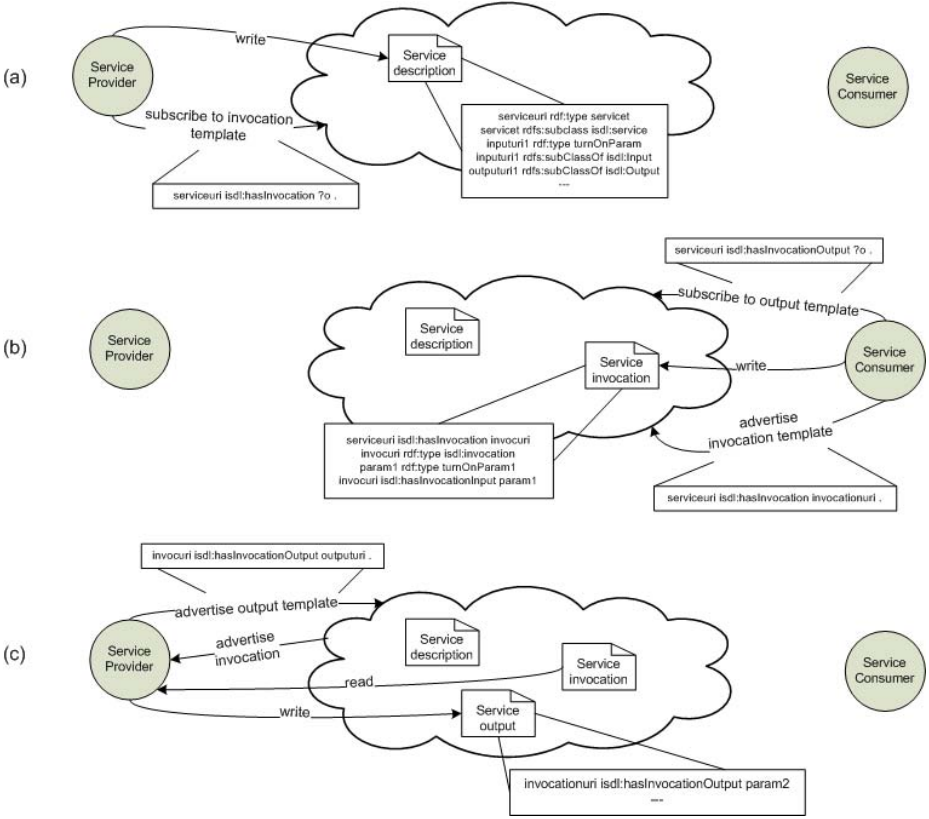 (a)
Service
Provider
write
Service
description
Service
Consumer
subscribe to invocation
template
serviceuri isdl:hasInvocation ?o .
serviceuri rdf:type servicet
servicet rdfs:subclass isdl:service
inputuri1 rdf:type turnOnParam
inputuri1 rdfs:subClassOf isdl:Input
outputuri1 rdfs:subClassOf isdl:Output
---
(b)
serviceuri isdl:hasInvocationOutput ?o .
subscribe to output template
Service
Provider
Service
description
Service
invocation
write
Service
Consumer
advertise
invocation template
serviceuri isdl:hasInvocation invocuri
invocuri rdf:type isdl:invocation
param1 rdf:type turnOnParam1
invocuri isdl:hasInvocationInput param1
serviceuri isdl:hasInvocation invocationuri .
(c)
invocuri isdl:hasInvocationOutput outputuri .
advertise output template
Service
Provider
advertise
invocation
Service
description
Service
invocation
read
write
Service
output
Service
Consumer
invocationuri isdl:hasInvocationOutput param2
---